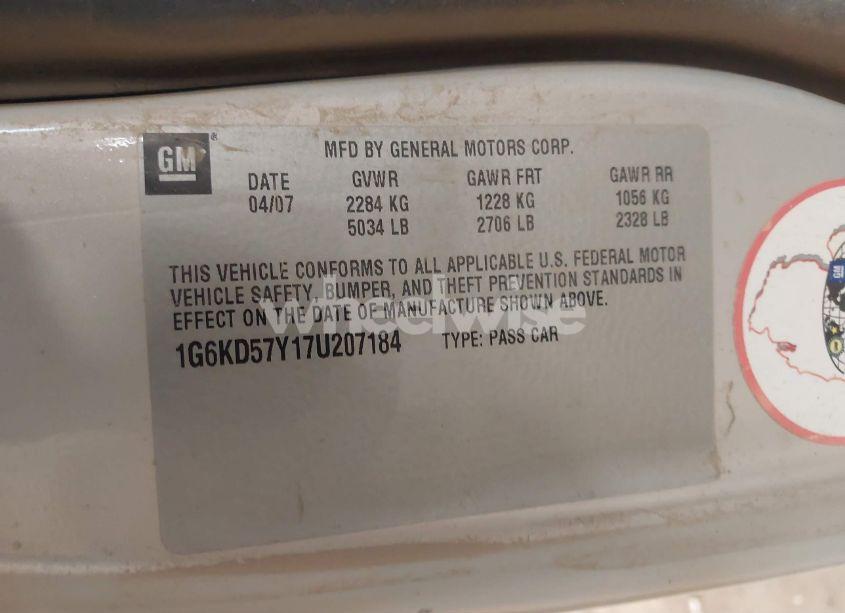 GM
MFD BY GENERAL MOTORS CORP.
DATE GVWR GAWR FRT GAWR RR
04/07 2284 KG 1228 KG 1056 KG
5034 LB 2706 LB 2328 LB
THIS VEHICLE CONFORMS TO ALL APPLICABLE U.S. FEDERAL MOTOR
VEHICLE SAFETY, BUMPER, AND THEFT PREVENTION STANDARDS IN
EFFECT ON THE DATE OF MANUFACTURE SHOWN ABOVE.
wheelwise
1G6KD57Y17U207184 TYPE: PASS CAR
GM